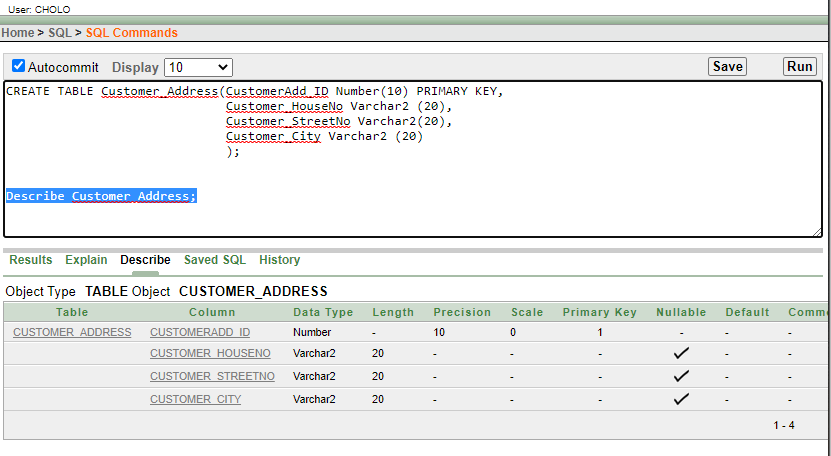 User: CHOLO
Home > SQL > SQL Commands
Autocommit Display 10 Save Run
CREATE TABLE Customer_Address(CustomerAdd_ID Number(10) PRIMARY KEY,
Customer_HouseNo Varchar2 (20),
Customer_StreetNo Varchar2(20),
Customer_City Varchar2 (20)
);
Describe Customer_Address;
Results Explain Describe Saved SQL History
Object Type TABLE Object CUSTOMER_ADDRESS
Table Column Data Type Length Precision Scale Primary Key Nullable Default
CUSTOMER_ADDRESS CUSTOMERADD_ID Number - 10 0 1 - - -
CUSTOMER_HOUSENO Varchar2 20 - - - ✓ - -
CUSTOMER_STREETNO Varchar2 20 - - - ✓ - -
CUSTOMER_CITY Varchar2 20 - - - ✓ - -
1 - 4